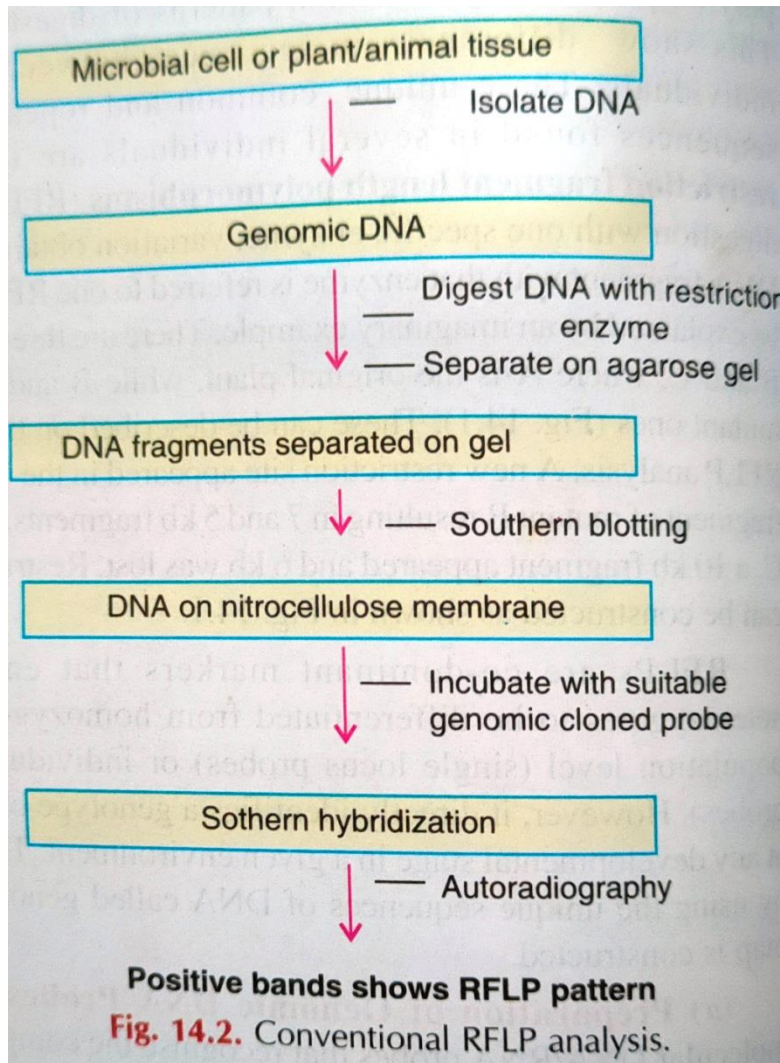 Microbial cell or plant/animal tissue
Isolate DNA
Genomic DNA
Digest DNA with restriction
enzyme
Separate on agarose gel
DNA fragments separated on gel
Southern blotting
DNA on nitrocellulose membrane
Incubate with suitable
genomic cloned probe
Sothern hybridization
Autoradiography
Positive bands shows RFLP pattern
Fig. 14.2. Conventional RFLP analysis.